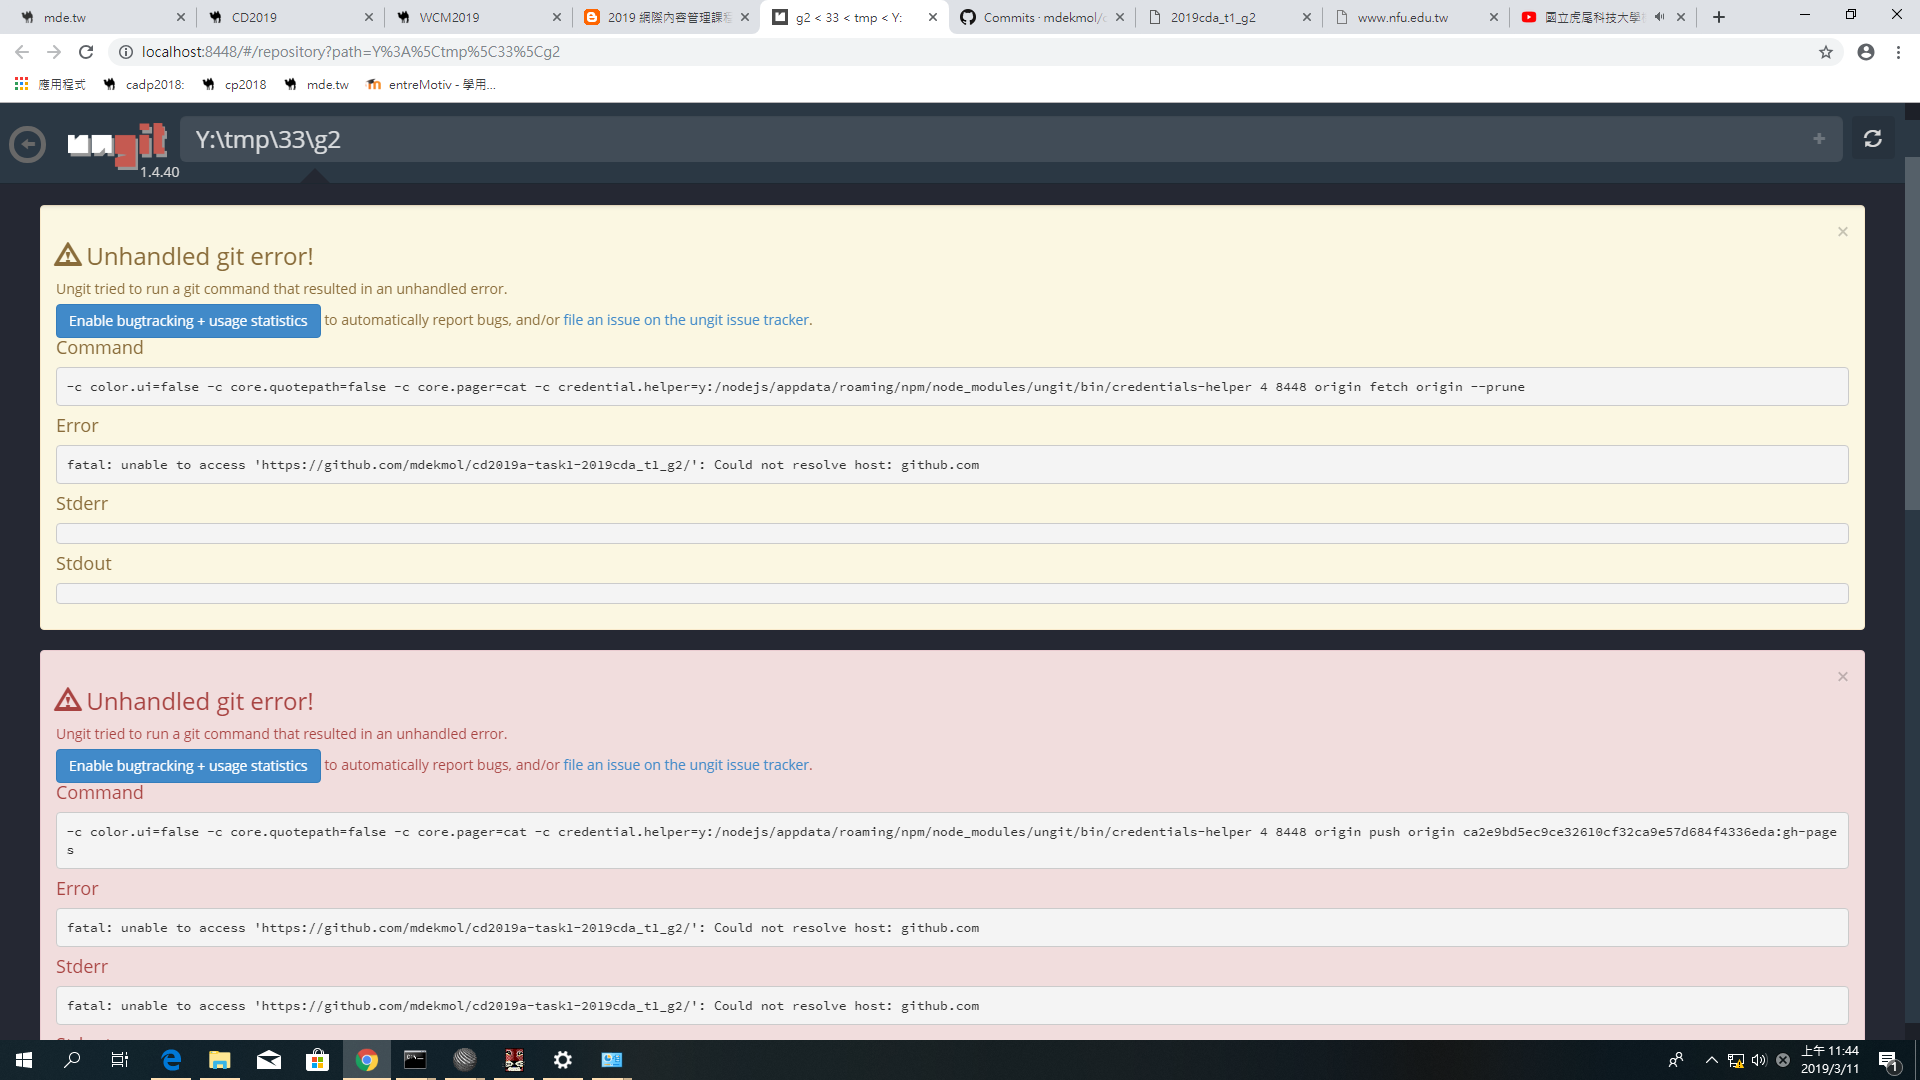 mde.tw
CD2019
WCM2019
2019 網際內容管理課程
g2 < 33 < tmp < Y:
Commits · mdekmol/c
2019cda_t1_g2
www.nfu.edu.tw
國立虎尾科技大學
localhost:8448/#/repository?path=Y%3A%5Ctmp%5C33%5Cg2
應用程式
cadp2018:
cp2018
mde.tw
entreMotiv - 學用...
ungit
1.4.40
Y:\tmp\33\g2
Unhandled git error!
Ungit tried to run a git command that resulted in an unhandled error.
Enable bugtracking + usage statistics to automatically report bugs, and/or file an issue on the ungit issue tracker.
Command
-c color.ui=false -c core.quotepath=false -c core.pager=cat -c credential.helper=y:/nodejs/appdata/roaming/npm/node_modules/ungit/bin/credentials-helper 4 8448 origin fetch origin --prune
Error
fatal: unable to access 'https://github.com/mdekmol/cd2019a-task1-2019cda_t1_g2/': Could not resolve host: github.com
Stderr
Stdout
Unhandled git error!
Ungit tried to run a git command that resulted in an unhandled error.
Enable bugtracking + usage statistics to automatically report bugs, and/or file an issue on the ungit issue tracker.
Command
-c color.ui=false -c core.quotepath=false -c core.pager=cat -c credential.helper=y:/nodejs/appdata/roaming/npm/node_modules/ungit/bin/credentials-helper 4 8448 origin push origin ca2e9bd5ec9ce32610cf32ca9e57d684f4336eda:gh-page
s
Error
fatal: unable to access 'https://github.com/mdekmol/cd2019a-task1-2019cda_t1_g2/': Could not resolve host: github.com
Stderr
fatal: unable to access 'https://github.com/mdekmol/cd2019a-task1-2019cda_t1_g2/': Could not resolve host: github.com
上午 11:44
2019/3/11
1